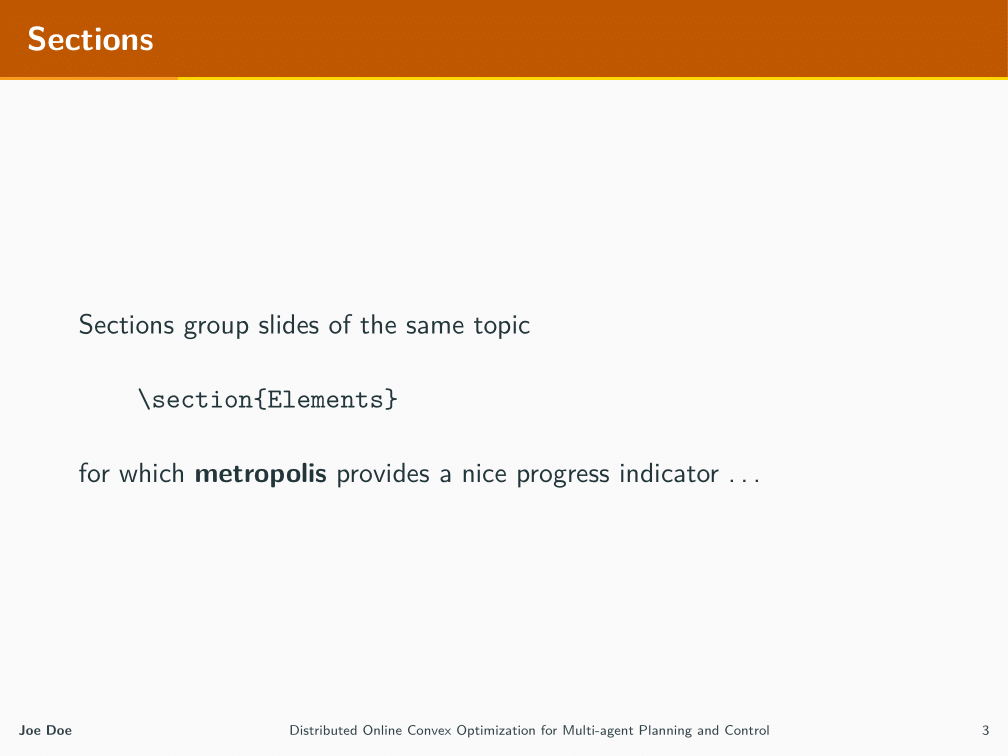 Sections
Sections group slides of the same topic
\section{Elements}
for which metropolis provides a nice progress indicator . . .
Joe Doe
Distributed Online Convex Optimization for Multi-agent Planning and Control
3